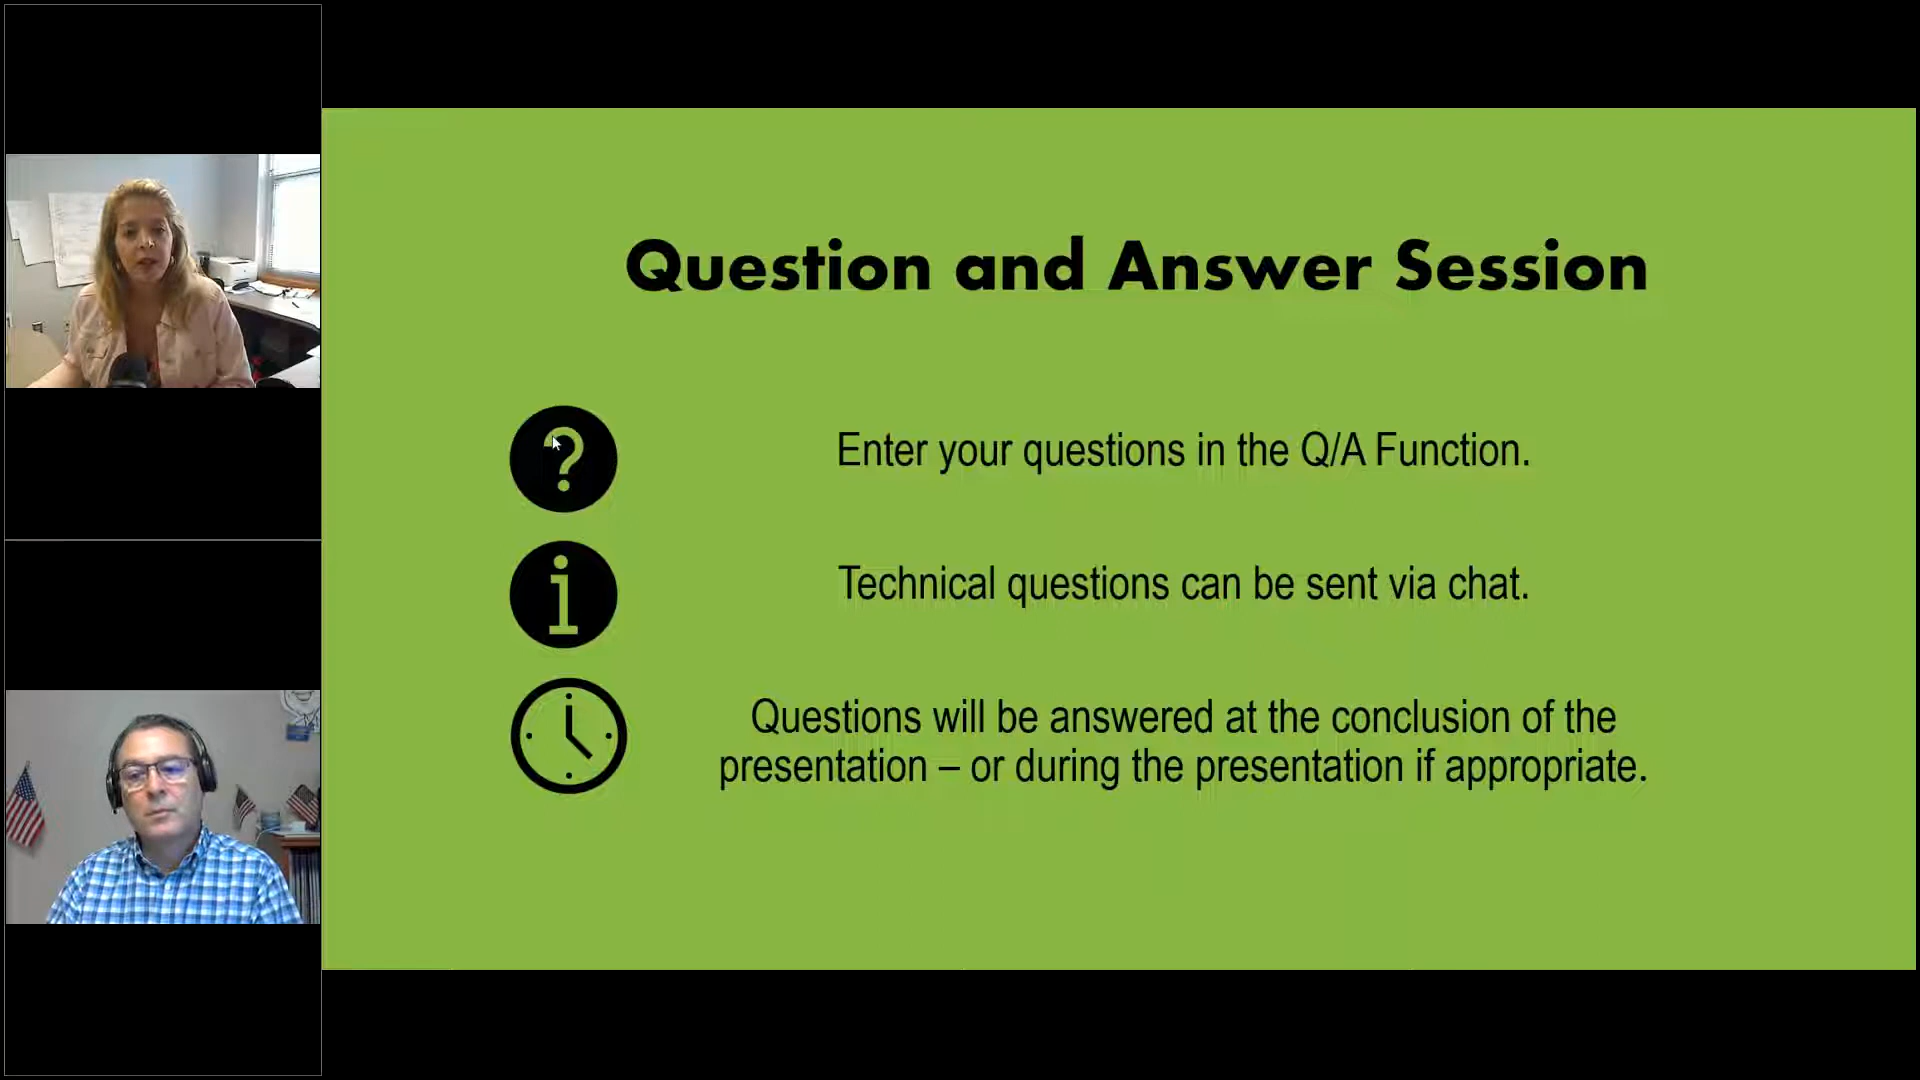 Question and Answer Session
Enter your questions in the Q/A Function.
Technical questions can be sent via chat.
Questions will be answered at the conclusion of the
presentation – or during the presentation if appropriate.